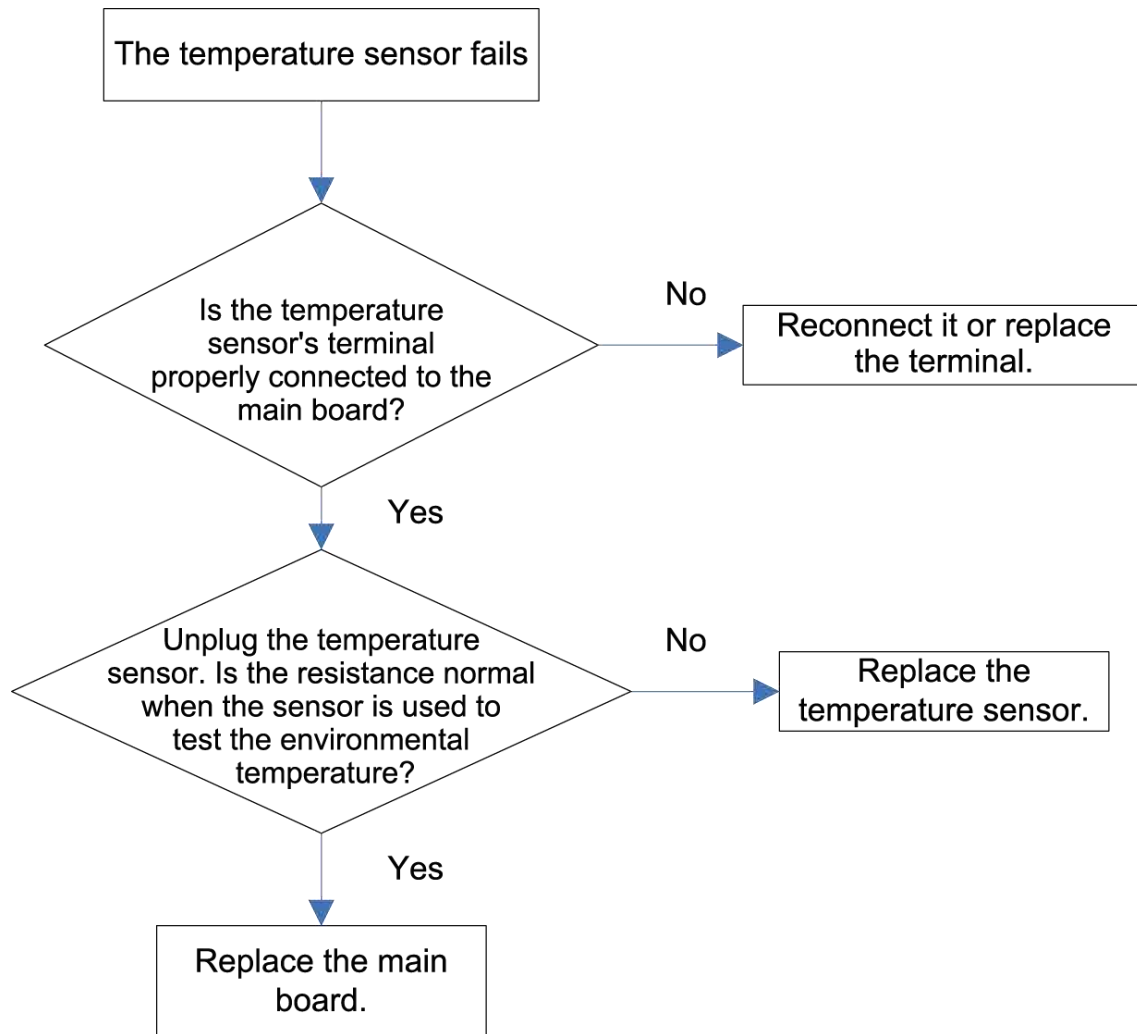 The temperature sensor fails
Is the temperature
sensor's terminal
properly connected to the
main board?
No
Reconnect it or replace
the terminal.
Yes
Unplug the temperature
sensor. Is the resistance normal
when the sensor is used to
test the environmental
temperature?
No
Replace the
temperature sensor.
Yes
Replace the main
board.